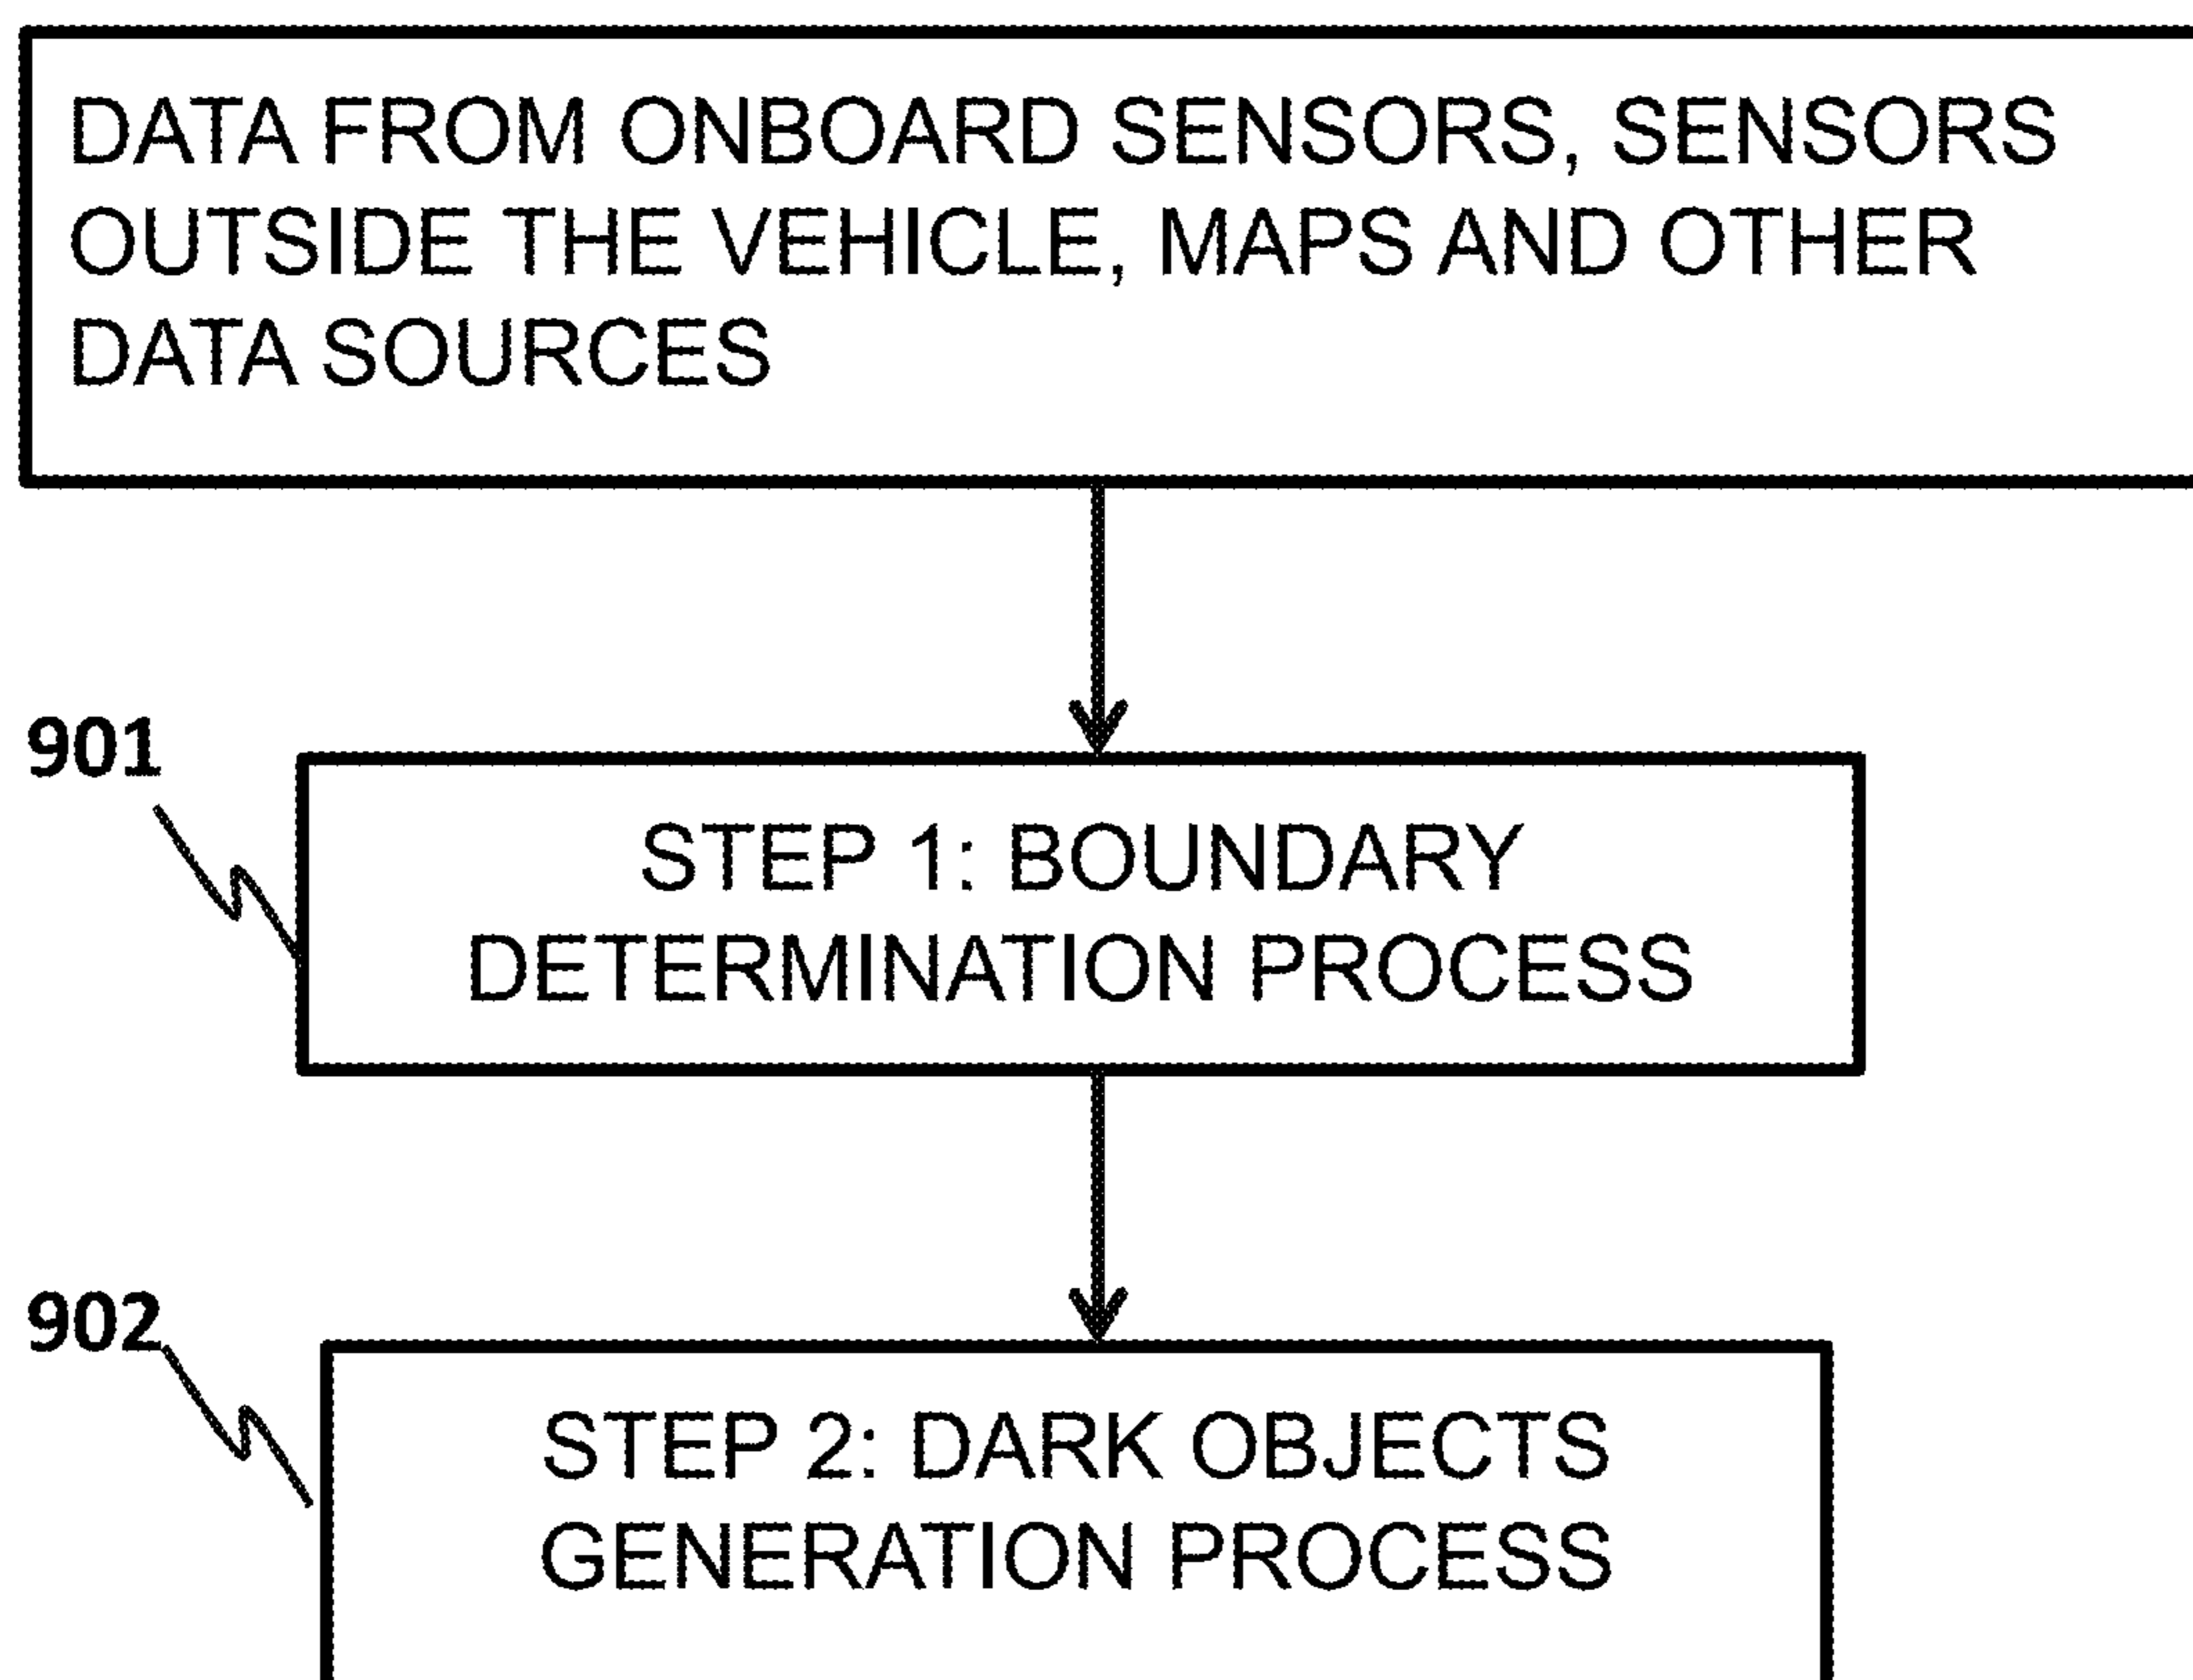 DATA FROM ONBOARD SENSORS, SENSORS
OUTSIDE THE VEHICLE, MAPS AND OTHER
DATA SOURCES
901
STEP 1: BOUNDARY
DETERMINATION PROCESS
902
STEP 2: DARK OBJECTS
GENERATION PROCESS